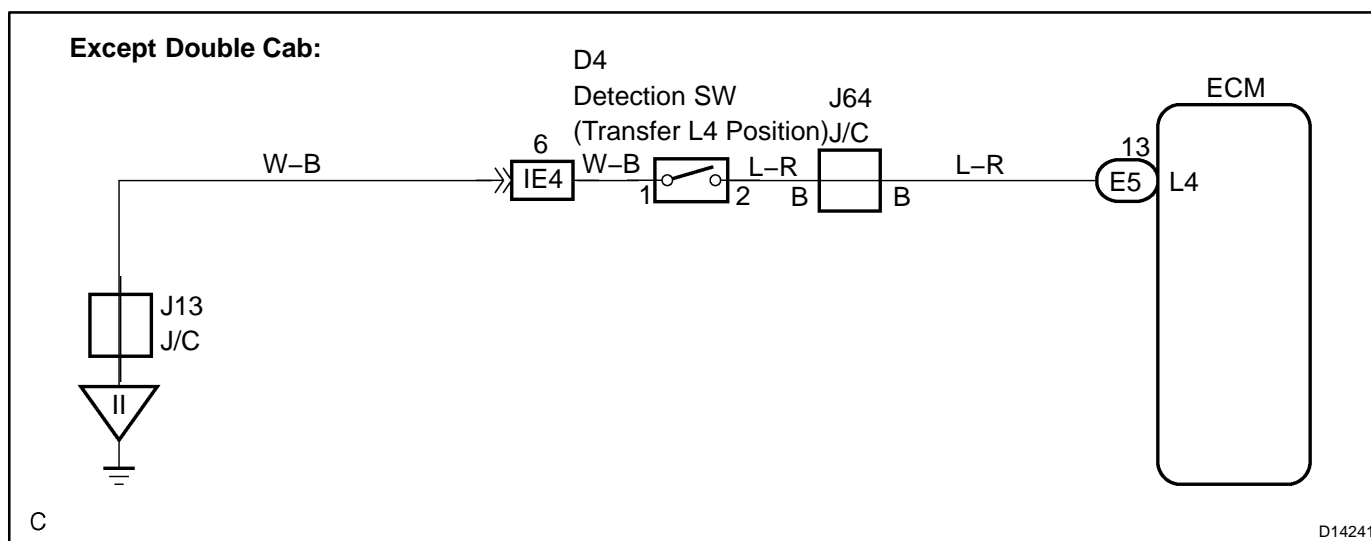 Except Double Cab:
D4
Detection SW
(Transfer L4 Position)
J64
J/C
ECM
W–B
6
IE4
W–B
1
2
L–R
B
B
L–R
13
E5
L4
J13
J/C
II
C
D14241